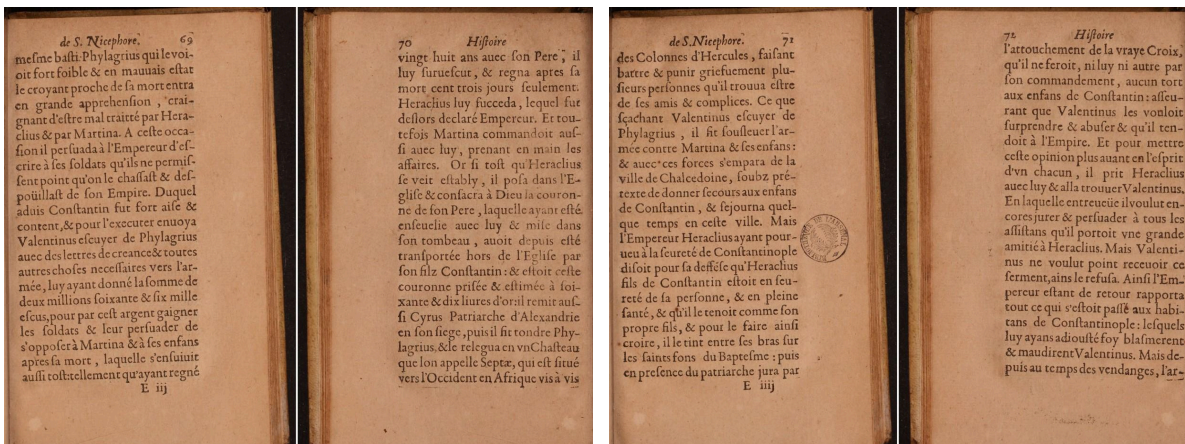 de S. Nicephore. 69
mesme basti Phylagrius qui le voi-
oit fort foible & en mauuais estat
le croyant proche de sa mort entra
en grande apprehension, crai-
gnant d'estre mal traitté par Hera-
clius & par Martina. A ceste occa-
sion il persuada à l'Empereur d'es-
crire à ses soldats qu'ils ne permis-
sent point qu'on le chassast & des-
poüillast de son Empire. Duquel
aduis Constantin fut fort aise &
content, & pour l'executer enuoya
Valentinus escuyer de Phylagrius
auec des lettres de creance & toutes
autres choses necessaires vers l'ar-
mée, luy ayant donné la somme de
deux millions soixante & six mille
escus, pour par cest argent gaigner
les soldats & leur persuader de
s'opposer à Martina & à ses enfans
apres sa mort, laquelle s'ensuiuit
aussi tost: tellement qu'ayant regné
E iij
70 Histoire
vingt huit ans auec son Pere, il
luy suruescut, & regna apres sa
mort cent trois jours seulement.
Heraclius luy succeda, lequel fut
deslors declaré Empereur. Et tou-
tefois Martina commandoit aus-
si auec luy, prenant en main les
affaires. Or si tost qu'Heraclius
se veit estably, il posa dans l'E-
glise & consacra à Dieu la couron-
ne de son Pere, laquelle ayant esté
enseuelie auec luy & mise dans
son tombeau, auoit depuis esté
transportée hors de l'Eglise par
son filz Constantin: & estoit ceste
couronne prisée & estimée à soi-
xante & dix liures d'or: il remit aus-
si Cyrus Patriarche d'Alexandrie
en son siege, puis il fit tondre Phy-
lagrius, & le relegua en vn Chasteau
que lon appelle Septæ, qui est situé
vers l'Occident en Afrique vis à vis
de S. Nicephore. 71
des Colonnes d'Hercules, faisant
battre & punir griefuement plu-
sieurs personnes qu'il trouua estre
de ses amis & complices. Ce que
sçachant Valentinus escuyer de
Phylagrius, il fit sousleuer l'ar-
mée contre Martina & ses enfans:
& auec ces forces s'empara de la
ville de Chalcedoine, soubz pré-
texte de donner secours aux enfans
de Constantin, & sejourna quel-
que temps en ceste ville. Mais
l'Empereur Heraclius ayant pour-
ueu à la seureté de Constantinople
disoit pour sa deffése qu'Heraclius
fils de Constantin estoit en seu-
reté de sa personne, & en pleine
santé, & qu'il le tenoit comme son
propre fils, & pour le faire ainsi
croire, il le tint entre ses bras sur
les saints fons du Baptesme: puis
en presence du patriarche jura par
E iiij
72 Histoire
l'attouchement de la vraye Croix,
qu'il ne feroit, ni luy ni autre par
son commandement, aucun tort
aux enfans de Constantin: asseu-
rant que Valentinus les vouloit
surprendre & abuser & qu'il ten-
doit à l'Empire. Et pour mettre
ceste opinion plus auant en l'esprit
d'vn chacun, il prit Heraclius
auec luy & alla trouuer Valentinus.
En laquelle entreueüe il voulut en-
cores jurer & persuader à tous les
assistans qu'il portoit vne grande
amitié à Heraclius. Mais Valenti-
nus ne voulut point receuoir ce
serment, ains le refusa. Ainsi l'Em-
pereur estant de retour rapporta
tout ce qui s'estoit passé aux habi-
tans de Constantinople: lesquels
luy ayans adiousté foy blasmerent
& maudirent Valentinus. Mais de-
puis au temps des vendanges, l'ar-